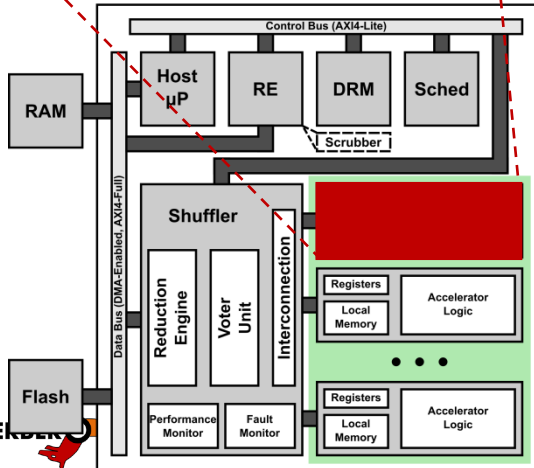 Control Bus (AXI4-Lite)
Host
µP
RE
DRM
Sched
RAM
Scrubber
Data Bus (DMA-Enabled, AXI4-Full)
Shuffler
Interconnection
Reduction
Engine
Voter
Unit
Registers
Local
Memory
Accelerator
Logic
Flash
Performance
Monitor
Fault
Monitor
Registers
Local
Memory
Accelerator
Logic